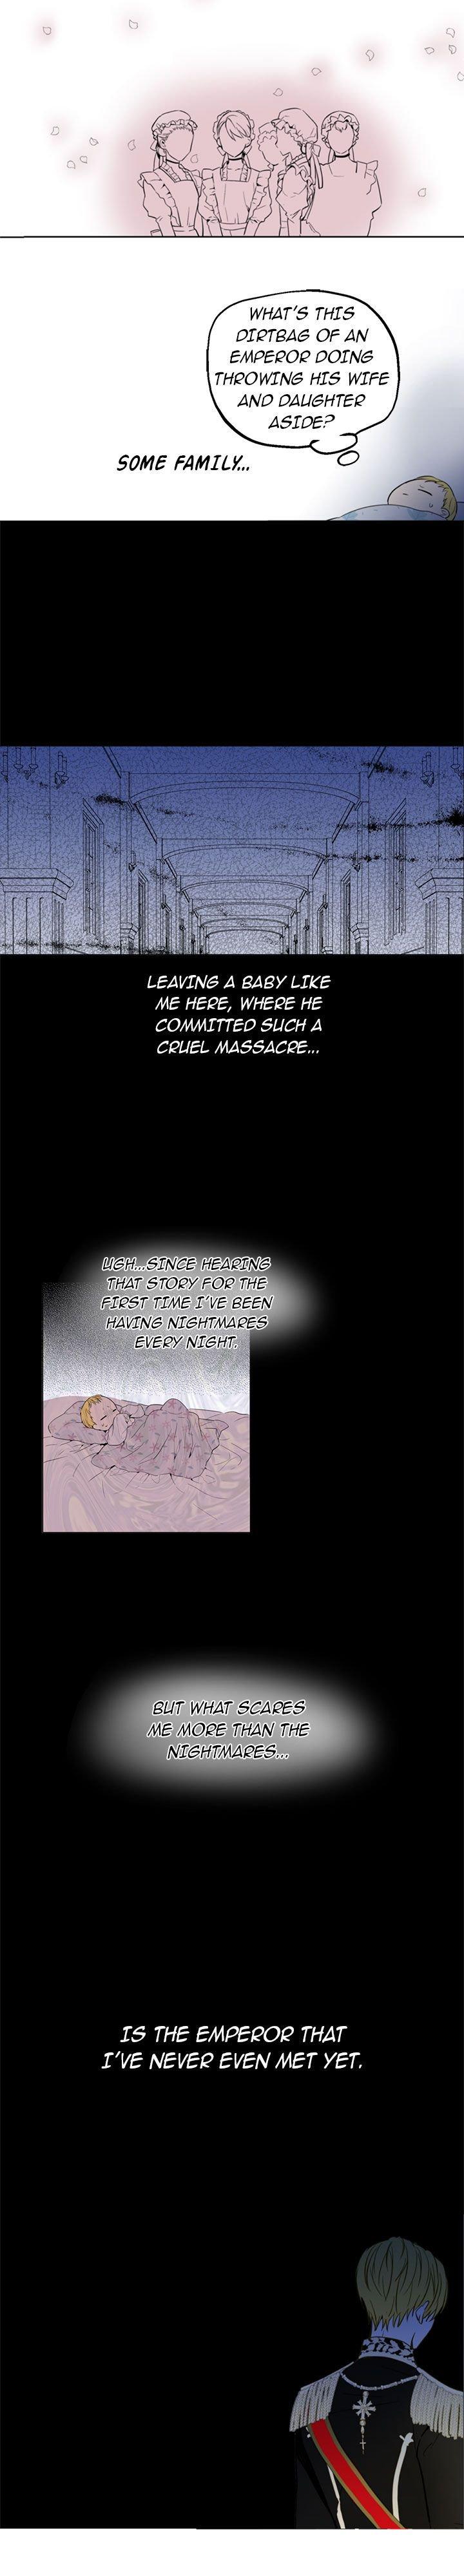 WHAT'S THIS
DIRTBAG OF AN
EMPEROR DOING
THROWING HIS WIFE
AND DAUGHTER
ASIDE?
SOME FAMILY...
LEAVING A BABY LIKE
ME HERE, WHERE HE
COMMITTED SUCH A
CRUEL MASSACRE...
UGH...SINCE HEARING
THAT STORY FOR THE
FIRST TIME I'VE BEEN
HAVING NIGHTMARES
EVERY NIGHT.
BUT WHAT SCARES
ME MORE THAN THE
NIGHTMARES...
IS THE EMPEROR THAT
I'VE NEVER EVEN MET YET.